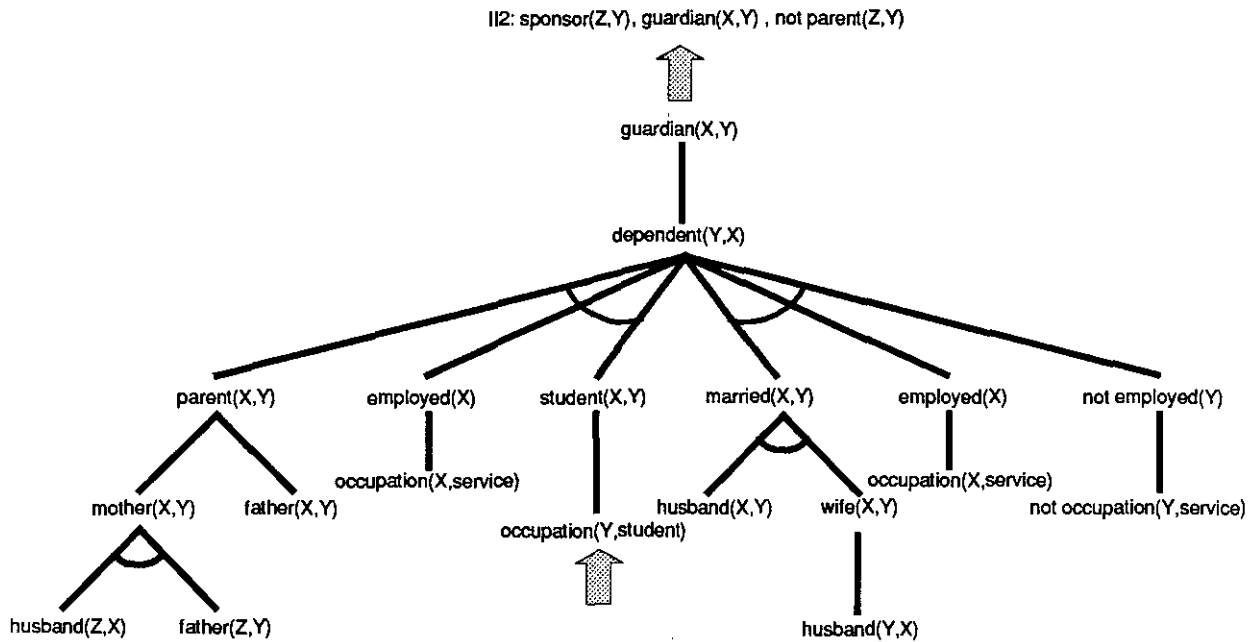 II2: sponsor(Z,Y), guardian(X,Y) , not parent(Z,Y)
guardian(X,Y)
dependent(Y,X)
parent(X,Y) employed(X) student(X,Y) married(X,Y) employed(X) not employed(Y)
occupation(X,service) occupation(X,service)
mother(X,Y) father(X,Y) husband(X,Y) wife(X,Y) not occupation(Y,service)
occupation(Y,student)
husband(Z,X) father(Z,Y) husband(Y,X)